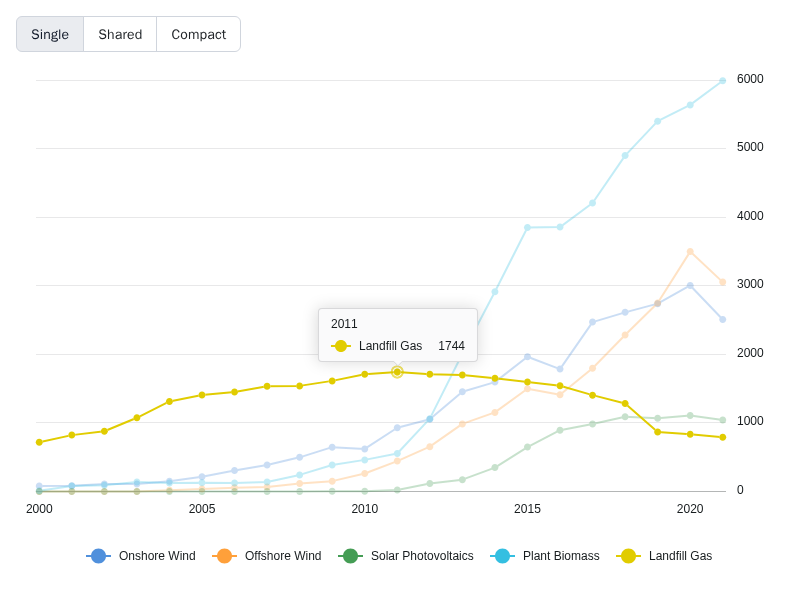 Single Shared Compact
6000
5000
4000
3000
2000
1000
0
2011
Landfill Gas 1744
2000 2005 2010 2015 2020
Onshore Wind Offshore Wind Solar Photovoltaics Plant Biomass Landfill Gas